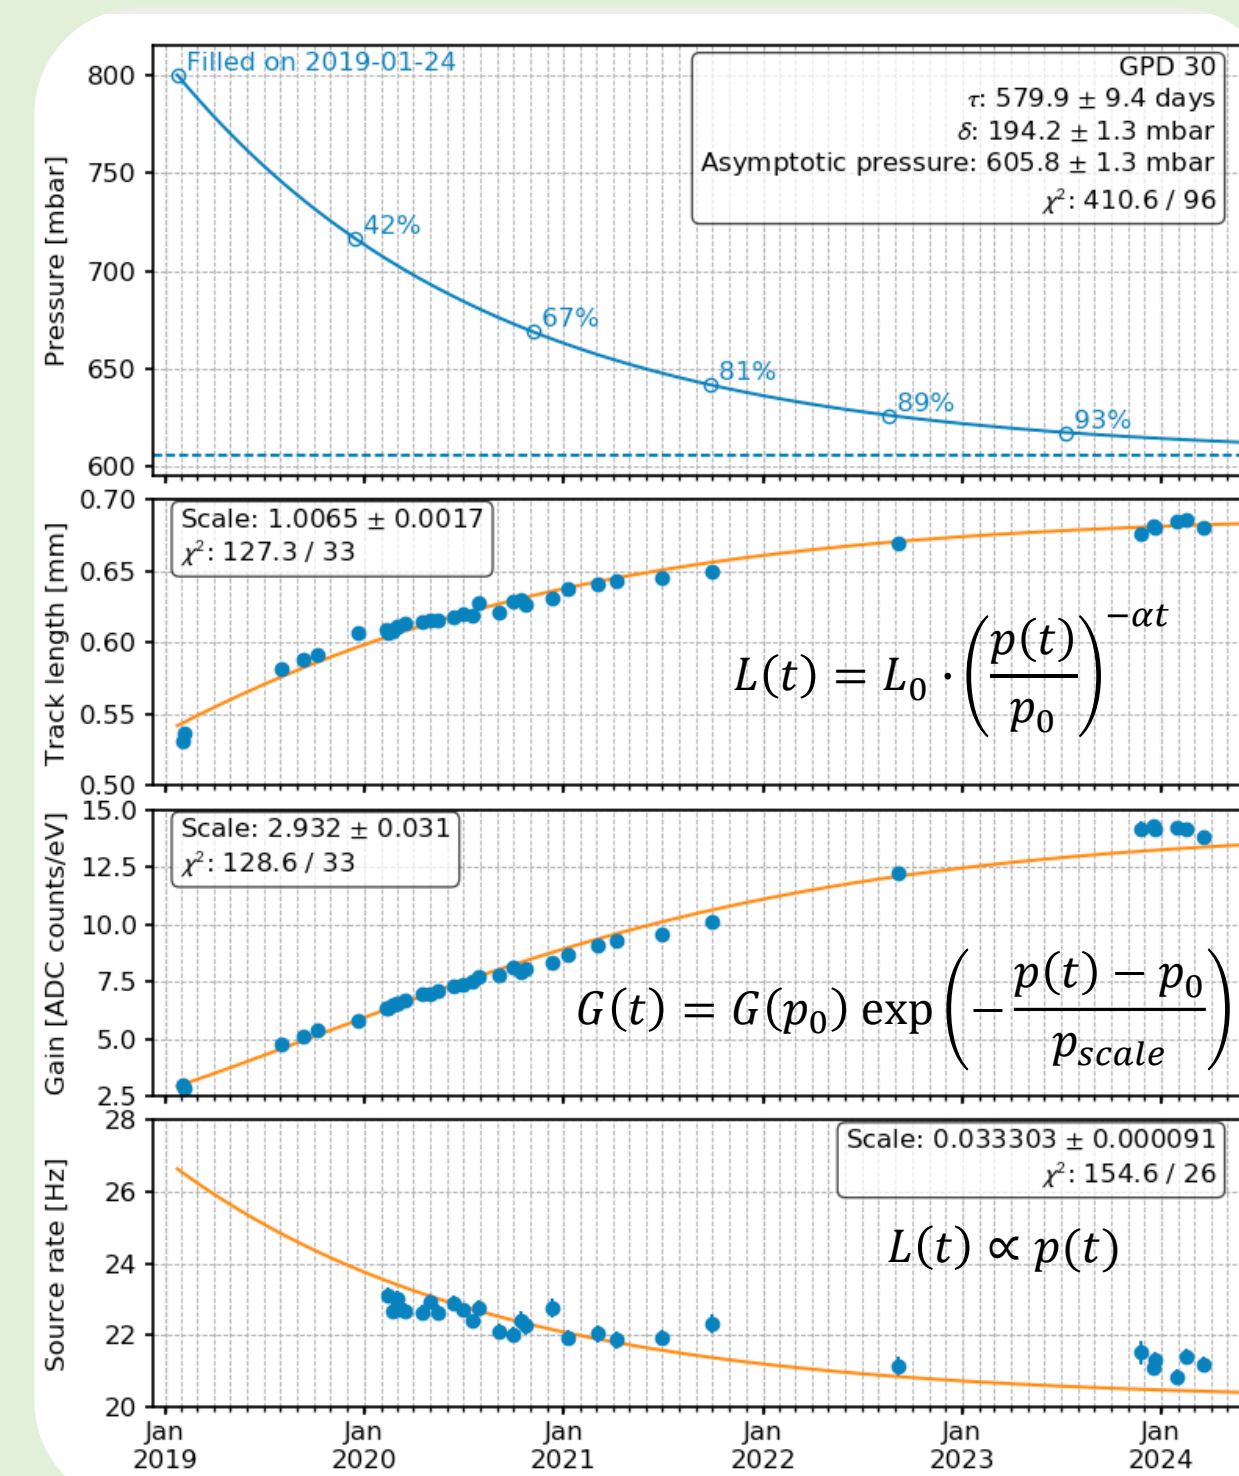 Filled on 2019-01-24
GPD 30
τ: 579.9 ± 9.4 days
δ: 194.2 ± 1.3 mbar
Asymptotic pressure: 605.8 ± 1.3 mbar
χ²: 410.6 / 96
42%
67%
81%
89%
93%
Pressure [mbar]
800
750
700
650
600
Scale: 1.0065 ± 0.0017
χ²: 127.3 / 33
Track length [mm]
0.70
0.65
0.60
0.55
0.50
L(t) = L₀ · (p(t)/p₀)^(−αt)
Scale: 2.932 ± 0.031
χ²: 128.6 / 33
Gain [ADC counts/eV]
15.0
12.5
10.0
7.5
5.0
2.5
G(t) = G(p₀) exp(−(p(t) − p₀)/p_scale)
Scale: 0.033303 ± 0.000091
χ²: 154.6 / 26
Source rate [Hz]
28
26
24
22
20
L(t) ∝ p(t)
Jan Jan Jan Jan Jan Jan
2019 2020 2021 2022 2023 2024